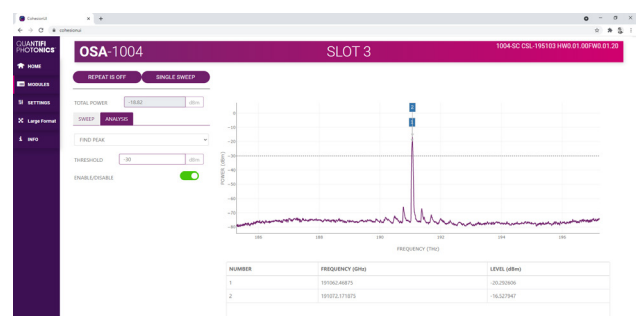 CohesionUI
cohesionui
QUANTIFI
PHOTONICS
HOME
MODULES
SETTINGS
Large Format
INFO
OSA-1004
SLOT 3
1004-SC CSL-195103 HW0.01.00FW0.01.20
REPEAT IS OFF
SINGLE SWEEP
TOTAL POWER
-16,62
dBm
SWEEP
ANALYSIS
FIND PEAK
THRESHOLD
-30
dBm
ENABLE/DISABLE
POWER (dBm)
0
-10
-20
-30
-40
-50
-60
-70
-80
2
1
186
188
190
192
194
196
FREQUENCY (THz)
NUMBER FREQUENCY (GHz) LEVEL (dBm)
1 191062,46875 -20,292606
2 191072,171875 -16,527947